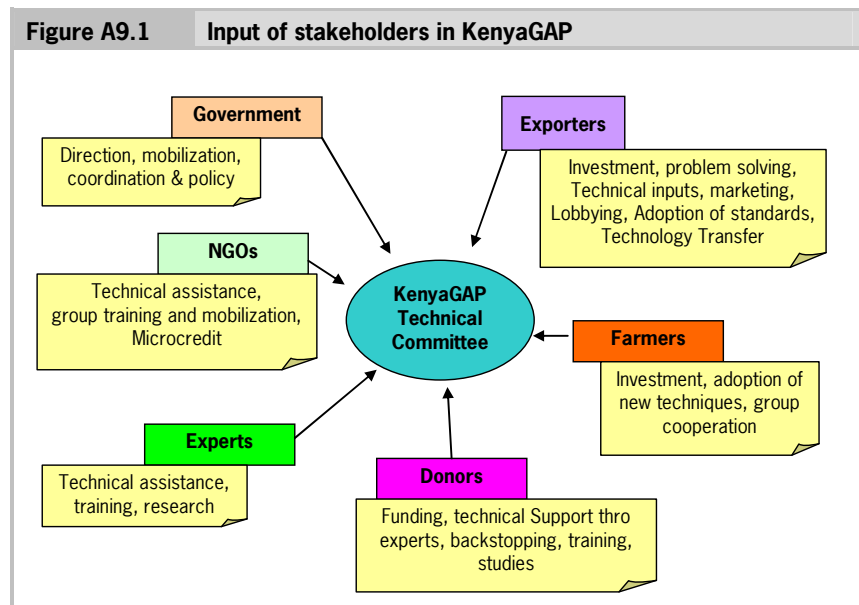 Figure A9.1 Input of stakeholders in KenyaGAP
Government
Direction, mobilization,
coordination & policy
Exporters
Investment, problem solving,
Technical inputs, marketing,
Lobbying, Adoption of standards,
Technology Transfer
NGOs
Technical assistance,
group training and mobilization,
Microcredit
KenyaGAP
Technical
Committee
Farmers
Investment, adoption of
new techniques, group
cooperation
Experts
Technical assistance,
training, research
Donors
Funding, technical Support thro
experts, backstopping, training,
studies